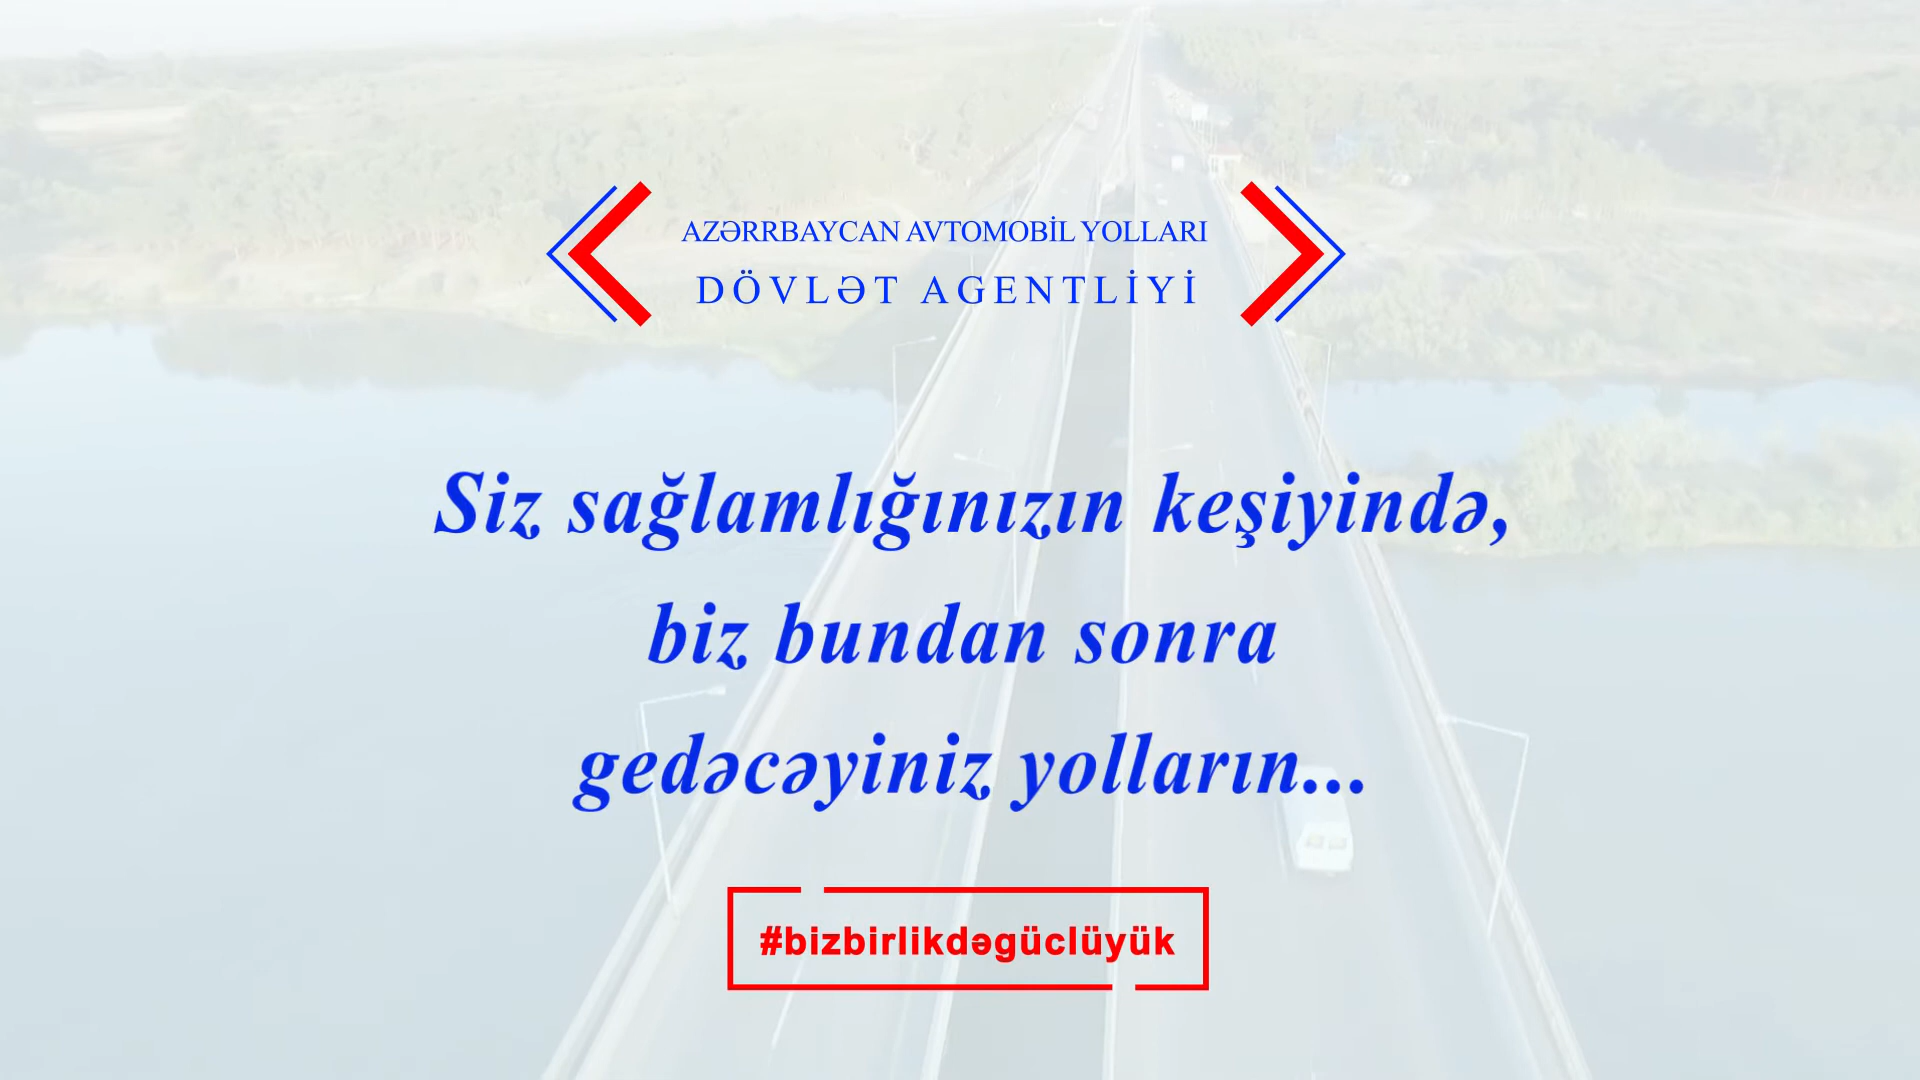 AZƏRRBAYCAN AVTOMOBİL YOLLARI
DÖVLƏT AGENTLİYİ
Siz sağlamlığınızın keşiyində,
biz bundan sonra
gedəcəyiniz yolların...
#bizbirlikdəgüclüyük